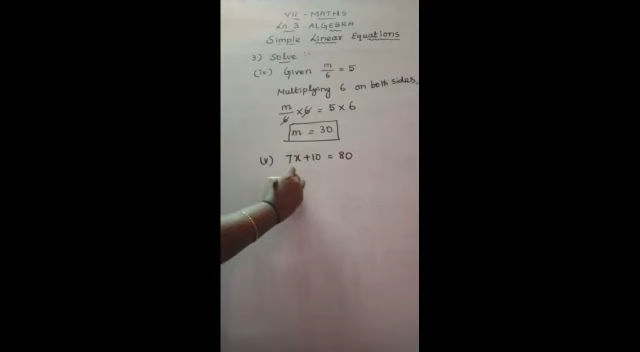 VII - MATHS
Ln.3 ALGEBRA
Simple Linear Equations
3) Solve :-
(iv) Given m/6 = 5
Multiplying 6 on both sides,
m/6 × 6 = 5 × 6
m = 30
(v) 7x + 10 = 80